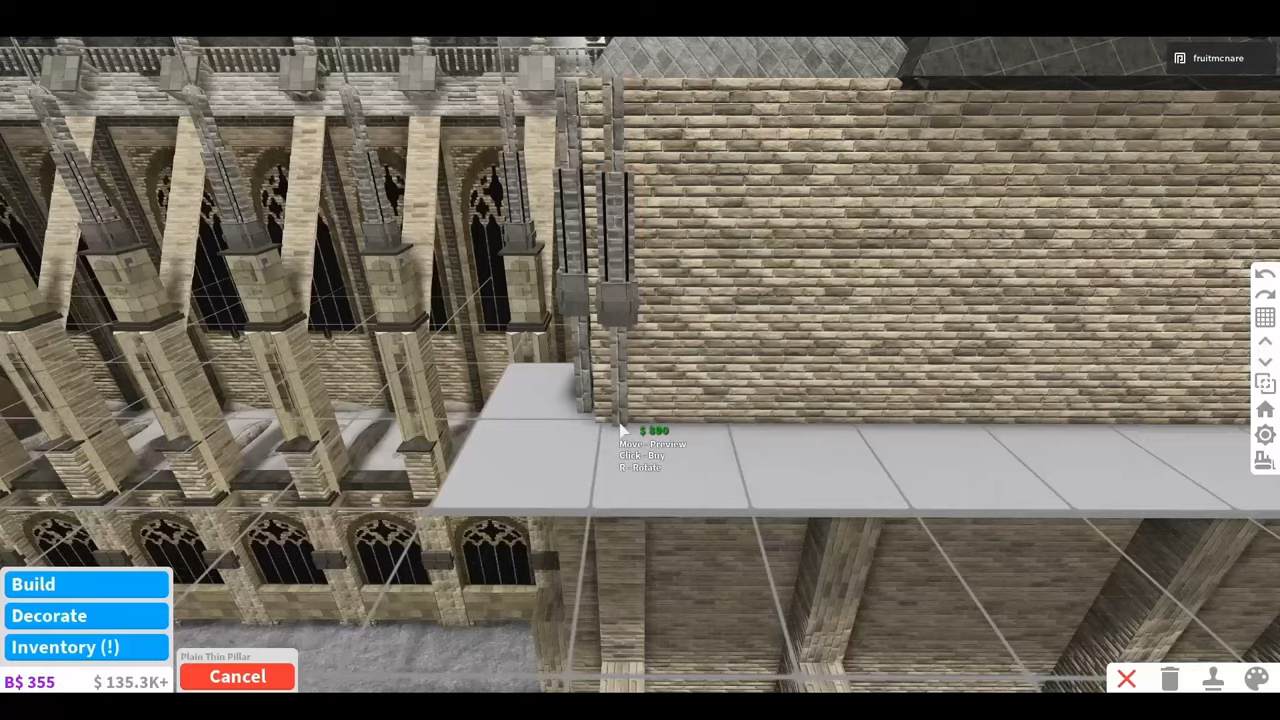 fruitmcnare
$ 890
Move - Preview
Click - Buy
R - Rotate
Build
Decorate
Inventory (!)
Plain Thin Pillar
B$ 355
$ 135.3K+
Cancel